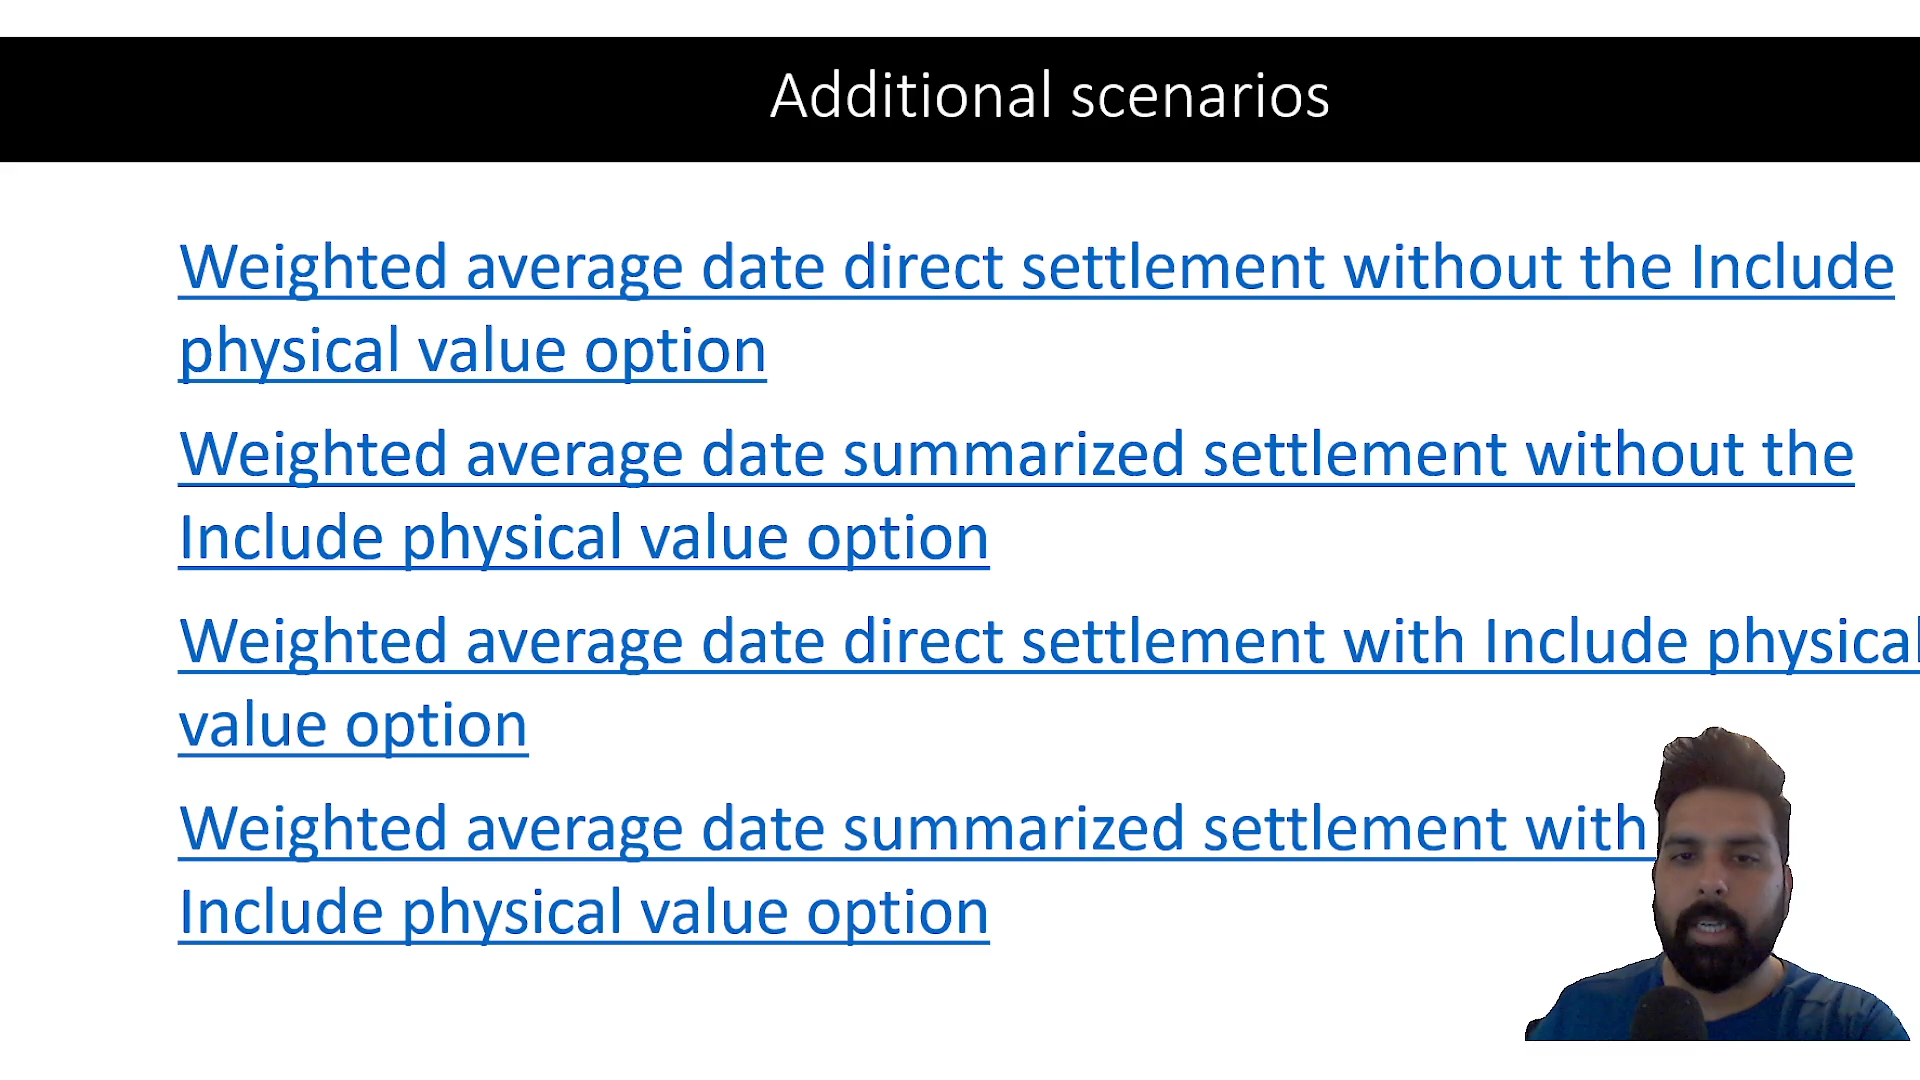 Additional scenarios
Weighted average date direct settlement without the Include
physical value option
Weighted average date summarized settlement without the
Include physical value option
Weighted average date direct settlement with Include physical
value option
Weighted average date summarized settlement with
Include physical value option